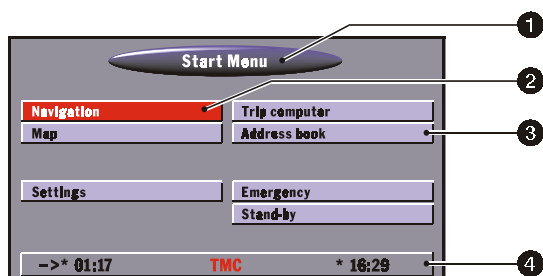 Start Menu
1
2
Navigation
Trip computer
Map
Address book
3
Settings
Emergency
Stand-by
->* 01:17
TMC
* 16:29
4